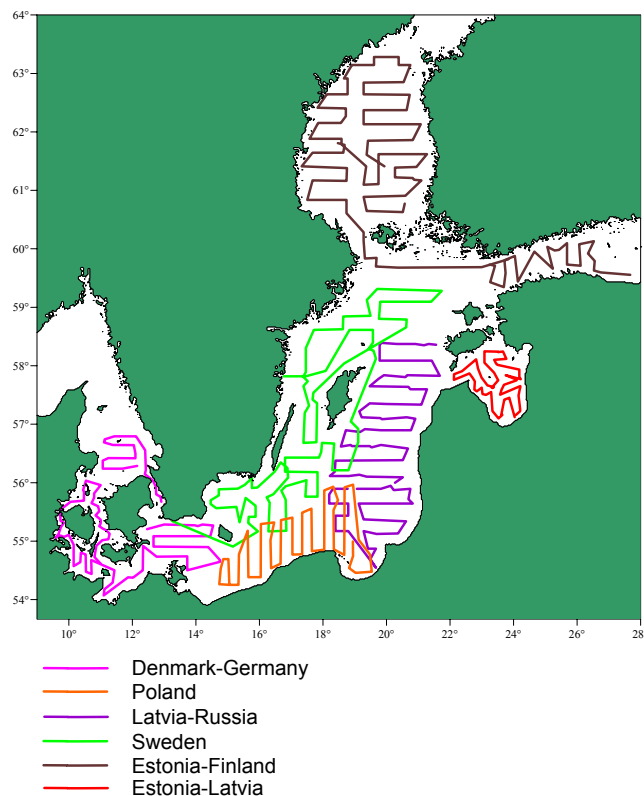 64°
63°
62°
61°
60°
59°
58°
57°
56°
55°
54°
10° 12° 14° 16° 18° 20° 22° 24° 26° 28
Denmark-Germany
Poland
Latvia-Russia
Sweden
Estonia-Finland
Estonia-Latvia